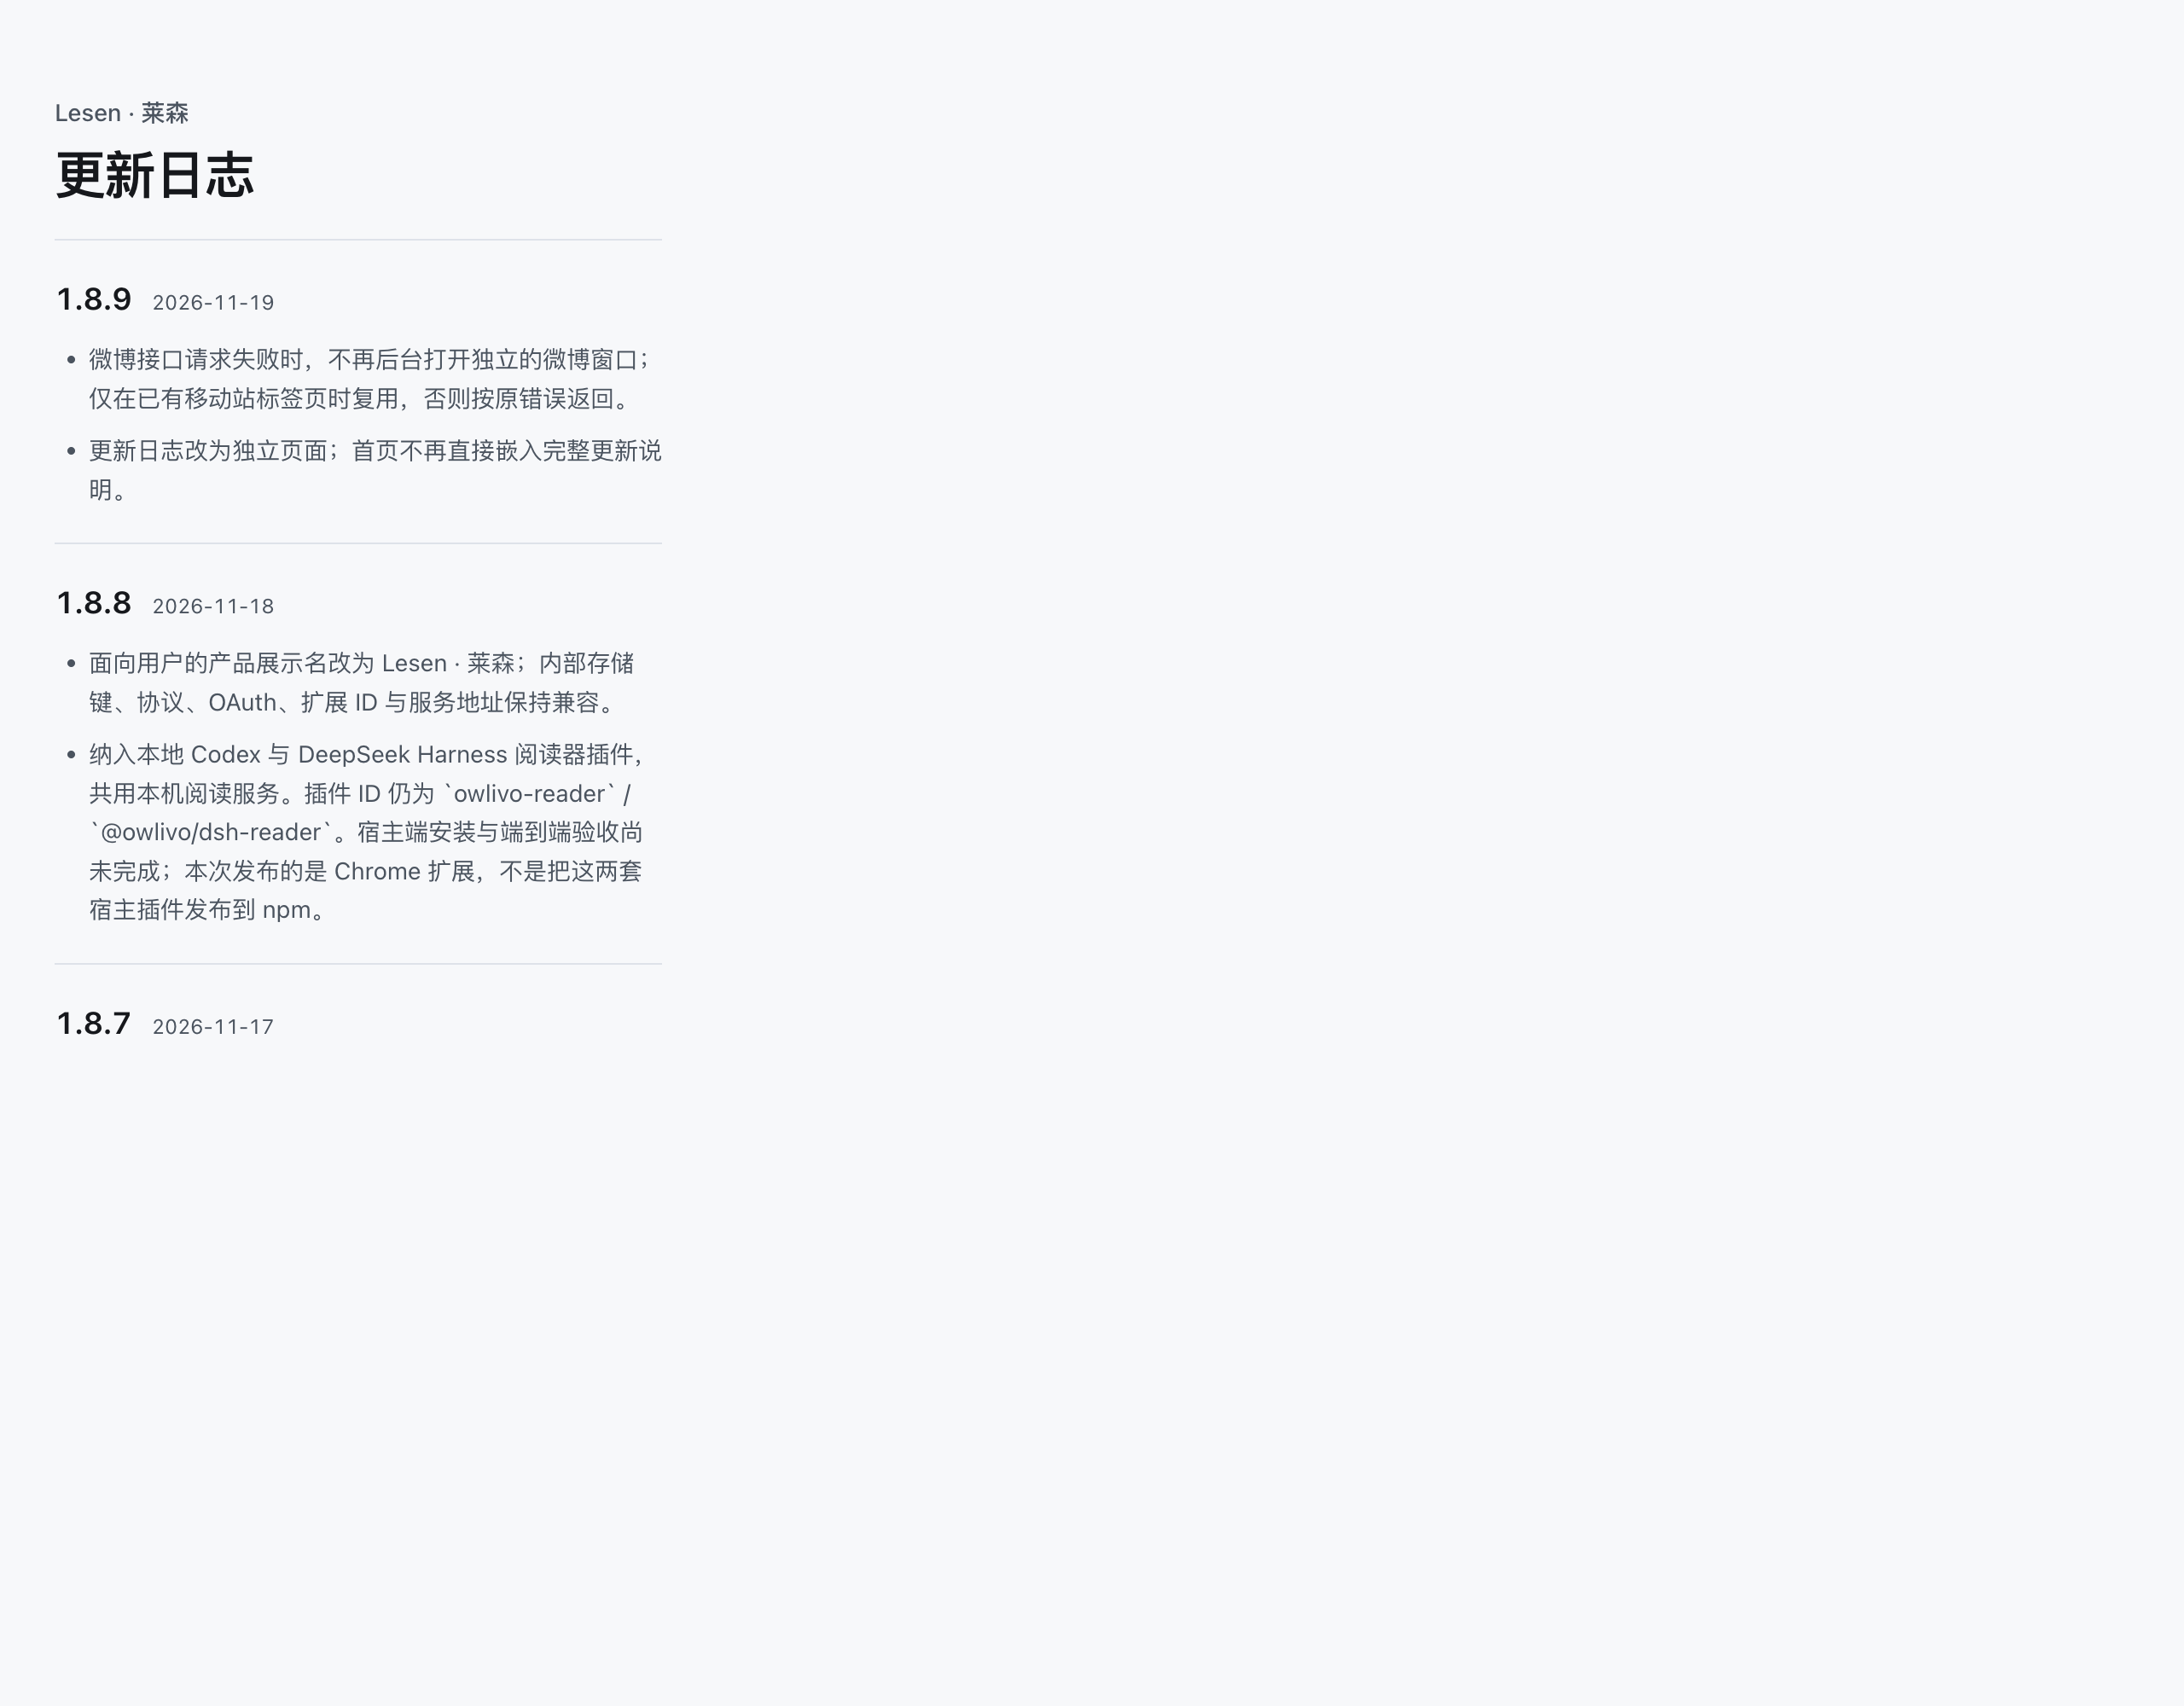 Lesen · 莱森
更新日志
1.8.9 2026-11-19
微博接口请求失败时，不再后台打开独立的微博窗口；
仅在已有移动站标签页时复用，否则按原错误返回。
更新日志改为独立页面；首页不再直接嵌入完整更新说
明。
1.8.8 2026-11-18
面向用户的产品展示名改为 Lesen · 莱森；内部存储
键、协议、OAuth、扩展 ID 与服务地址保持兼容。
纳入本地 Codex 与 DeepSeek Harness 阅读器插件，
共用本机阅读服务。插件 ID 仍为 `owlivo-reader` /
`@owlivo/dsh-reader`。宿主端安装与端到端验收尚
未完成；本次发布的是 Chrome 扩展，不是把这两套
宿主插件发布到 npm。
1.8.7 2026-11-17